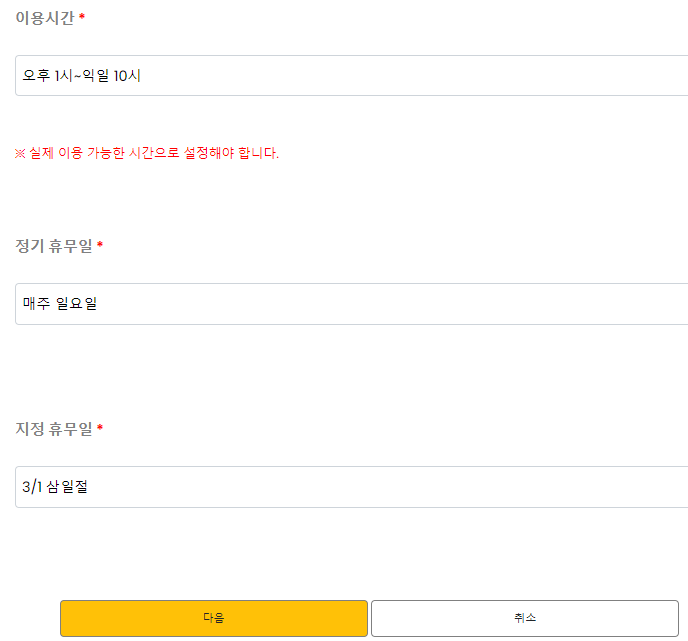 이용시간 *
오후 1시~익일 10시
※ 실제 이용 가능한 시간으로 설정해야 합니다.
정기 휴무일 *
매주 일요일
지정 휴무일 *
3/1 삼일절
다음 취소